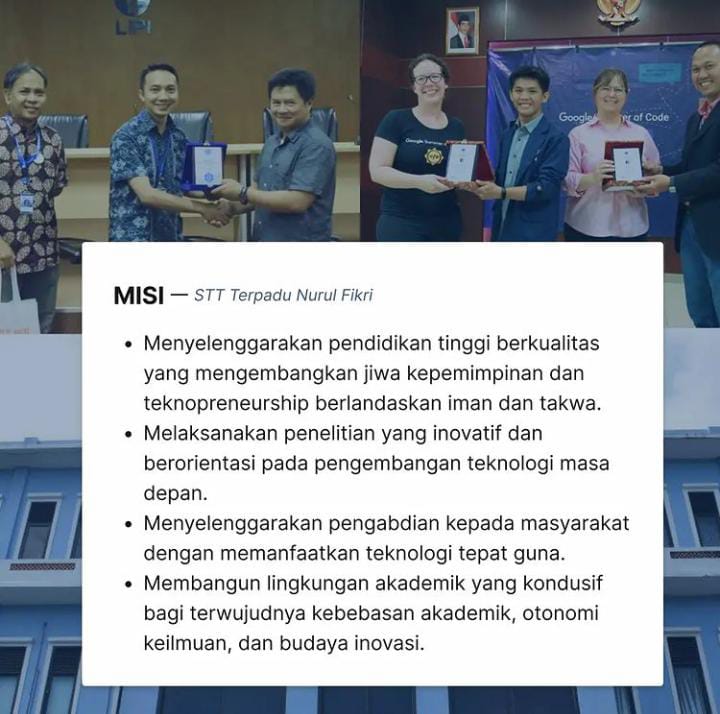 LIPI
Google Summer
Google Summer of Code
MISI — STT Terpadu Nurul Fikri
• Menyelenggarakan pendidikan tinggi berkualitas
yang mengembangkan jiwa kepemimpinan dan
teknopreneurship berlandaskan iman dan takwa.
• Melaksanakan penelitian yang inovatif dan
berorientasi pada pengembangan teknologi masa
depan.
• Menyelenggarakan pengabdian kepada masyarakat
dengan memanfaatkan teknologi tepat guna.
• Membangun lingkungan akademik yang kondusif
bagi terwujudnya kebebasan akademik, otonomi
keilmuan, dan budaya inovasi.